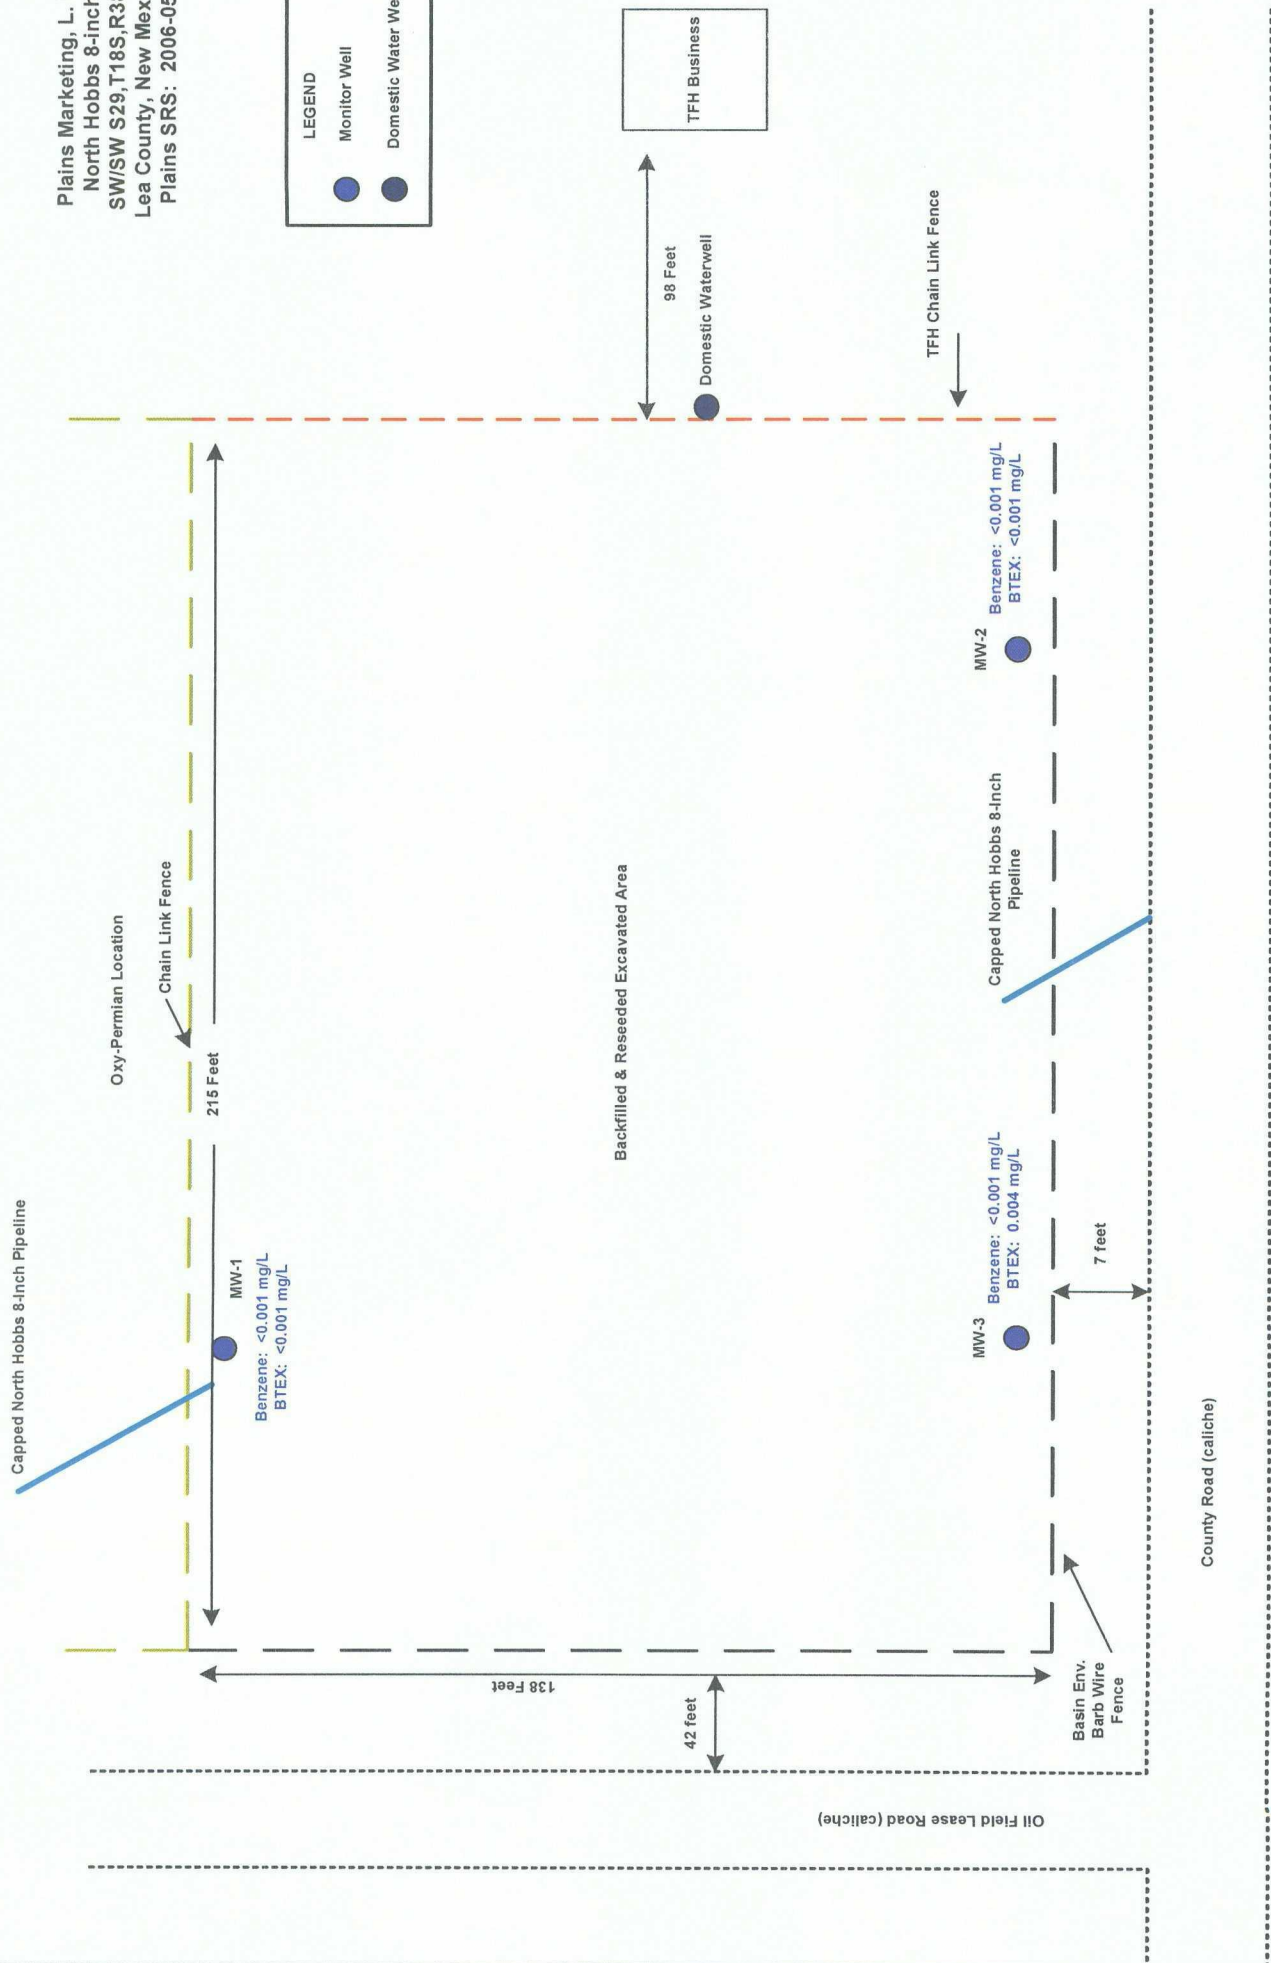 Plains Marketing, L.
North Hobbs 8-inch
SW/SW S29,T18S,R3
Lea County, New Mex
Plains SRS: 2006-05
LEGEND
Monitor Well
Domestic Water We
Capped North Hobbs 8-Inch Pipeline
Oxy-Permian Location
Chain Link Fence
215 Feet
MW-1
Benzene: <0.001 mg/L
BTEX: <0.001 mg/L
TFH Business
98 Feet
Domestic Waterwell
TFH Chain Link Fence
Backfilled & Reseeded Excavated Area
138 Feet
42 feet
Oil Field Lease Road (caliche)
MW-3
Benzene: <0.001 mg/L
BTEX: 0.004 mg/L
Capped North Hobbs 8-Inch
Pipeline
MW-2
Benzene: <0.001 mg/L
BTEX: <0.001 mg/L
7 feet
Basin Env.
Barb Wire
Fence
County Road (caliche)